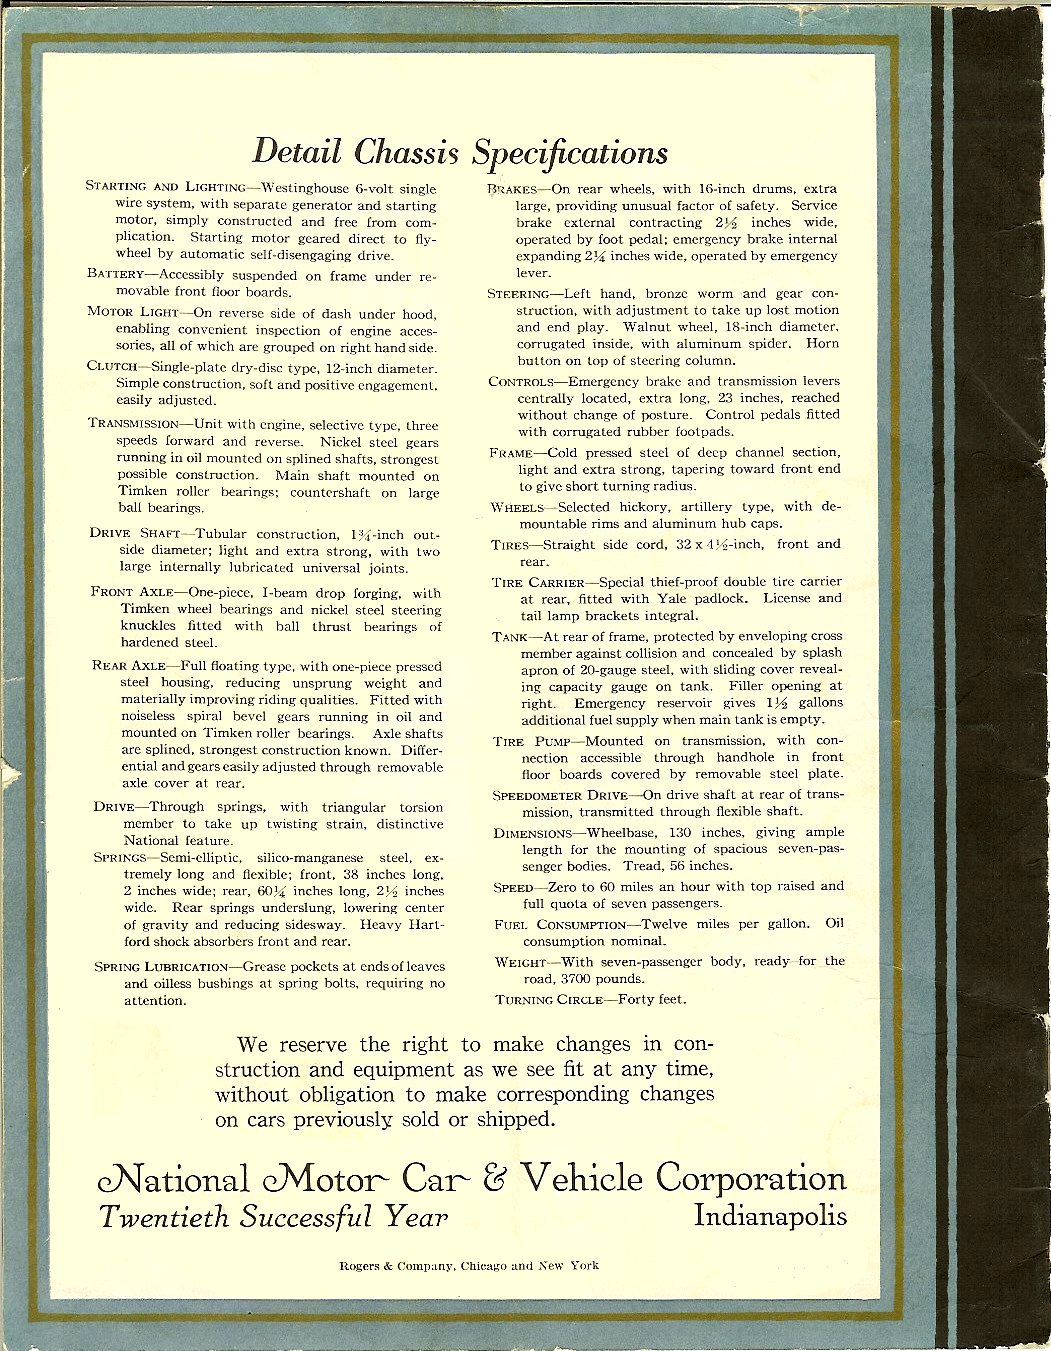 Detail Chassis Specifications
STARTING AND LIGHTING—Westinghouse 6-volt single
wire system, with separate generator and starting
motor, simply constructed and free from com-
plication. Starting motor geared direct to fly-
wheel by automatic self-disengaging drive.
BATTERY—Accessibly suspended on frame under re-
movable front floor boards.
MOTOR LIGHT—On reverse side of dash under hood,
enabling convenient inspection of engine acces-
sories, all of which are grouped on right hand side.
CLUTCH—Single-plate dry-disc type, 12-inch diameter.
Simple construction, soft and positive engagement,
easily adjusted.
TRANSMISSION—Unit with engine, selective type, three
speeds forward and reverse. Nickel steel gears
running in oil mounted on splined shafts, strongest
possible construction. Main shaft mounted on
Timken roller bearings; countershaft on large
ball bearings.
DRIVE SHAFT—Tubular construction, 1¾-inch out-
side diameter; light and extra strong, with two
large internally lubricated universal joints.
FRONT AXLE—One-piece, I-beam drop forging, with
Timken wheel bearings and nickel steel steering
knuckles fitted with ball thrust bearings of
hardened steel.
REAR AXLE—Full floating type, with one-piece pressed
steel housing, reducing unsprung weight and
materially improving riding qualities. Fitted with
noiseless spiral bevel gears running in oil and
mounted on Timken roller bearings. Axle shafts
are splined, strongest construction known. Differ-
ential and gears easily adjusted through removable
axle cover at rear.
DRIVE—Through springs, with triangular torsion
member to take up twisting strain, distinctive
National feature.
SPRINGS—Semi-elliptic, silico-manganese steel, ex-
tremely long and flexible; front, 38 inches long,
2 inches wide; rear, 60¼ inches long, 2½ inches
wide. Rear springs underslung, lowering center
of gravity and reducing sidesway. Heavy Hart-
ford shock absorbers front and rear.
SPRING LUBRICATION—Grease pockets at ends of leaves
and oilless bushings at spring bolts, requiring no
attention.
BRAKES—On rear wheels, with 16-inch drums, extra
large, providing unusual factor of safety. Service
brake external contracting 2½ inches wide,
operated by foot pedal; emergency brake internal
expanding 2¼ inches wide, operated by emergency
lever.
STEERING—Left hand, bronze worm and gear con-
struction, with adjustment to take up lost motion
and end play. Walnut wheel, 18-inch diameter,
corrugated inside, with aluminum spider. Horn
button on top of steering column.
CONTROLS—Emergency brake and transmission levers
centrally located, extra long, 23 inches, reached
without change of posture. Control pedals fitted
with corrugated rubber footpads.
FRAME—Cold pressed steel of deep channel section,
light and extra strong, tapering toward front end
to give short turning radius.
WHEELS—Selected hickory, artillery type, with de-
mountable rims and aluminum hub caps.
TIRES—Straight side cord, 32 x 4½-inch, front and
rear.
TIRE CARRIER—Special thief-proof double tire carrier
at rear, fitted with Yale padlock. License and
tail lamp brackets integral.
TANK—At rear of frame, protected by enveloping cross
member against collision and concealed by splash
apron of 20-gauge steel, with sliding cover reveal-
ing capacity gauge on tank. Filler opening at
right. Emergency reservoir gives 1½ gallons
additional fuel supply when main tank is empty.
TIRE PUMP—Mounted on transmission, with con-
nection accessible through handhole in front
floor boards covered by removable steel plate.
SPEEDOMETER DRIVE—On drive shaft at rear of trans-
mission, transmitted through flexible shaft.
DIMENSIONS—Wheelbase, 130 inches, giving ample
length for the mounting of spacious seven-pas-
senger bodies. Tread, 56 inches.
SPEED—Zero to 60 miles an hour with top raised and
full quota of seven passengers.
FUEL CONSUMPTION—Twelve miles per gallon. Oil
consumption nominal.
WEIGHT—With seven-passenger body, ready for the
road, 3700 pounds.
TURNING CIRCLE—Forty feet.
We reserve the right to make changes in con-
struction and equipment as we see fit at any time,
without obligation to make corresponding changes
on cars previously sold or shipped.
National Motor Car & Vehicle Corporation
Twentieth Successful Year Indianapolis
Rogers & Company, Chicago and New York